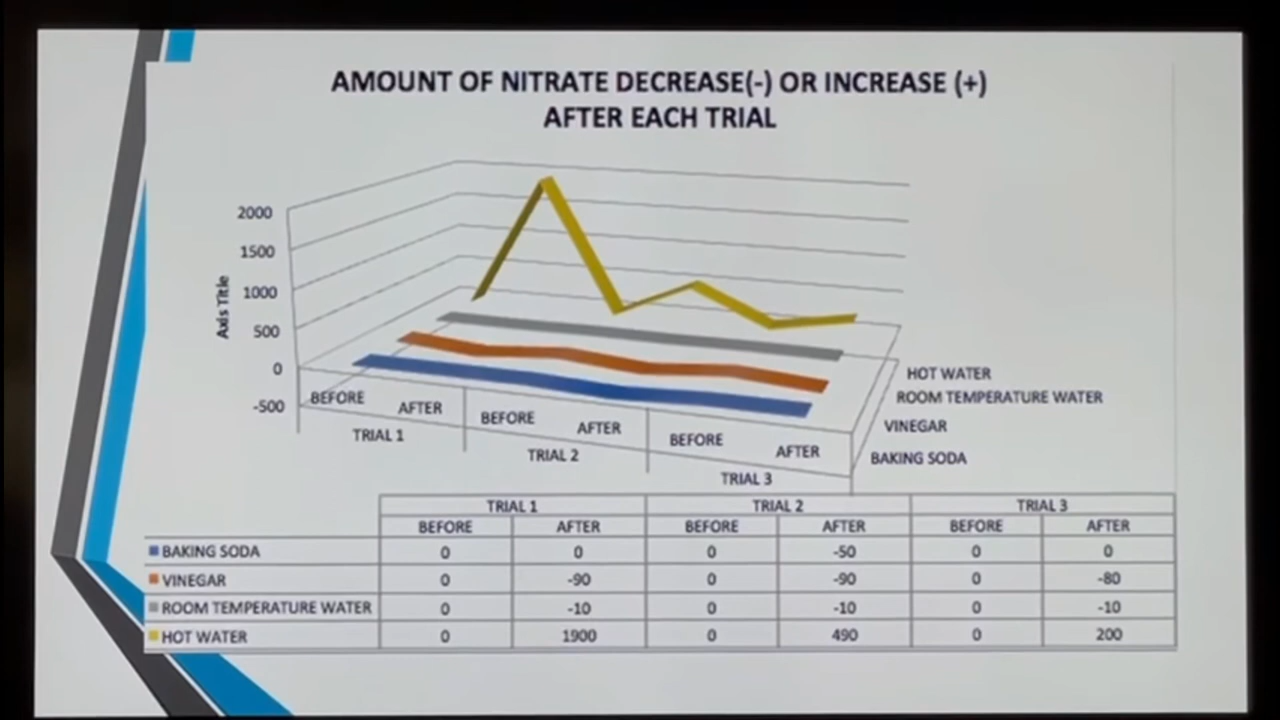 AMOUNT OF NITRATE DECREASE(-) OR INCREASE (+)
AFTER EACH TRIAL
Axis Title
2000
1500
1000
500
0
-500
BEFORE
AFTER
BEFORE
AFTER
BEFORE
AFTER
TRIAL 1
TRIAL 2
TRIAL 3
HOT WATER
ROOM TEMPERATURE WATER
VINEGAR
BAKING SODA
TRIAL 1 TRIAL 2 TRIAL 3
BEFORE AFTER BEFORE AFTER BEFORE AFTER
BAKING SODA 0 0 0 -50 0 0
VINEGAR 0 -90 0 -90 0 -80
ROOM TEMPERATURE WATER 0 -10 0 -10 0 -10
HOT WATER 0 1900 0 490 0 200